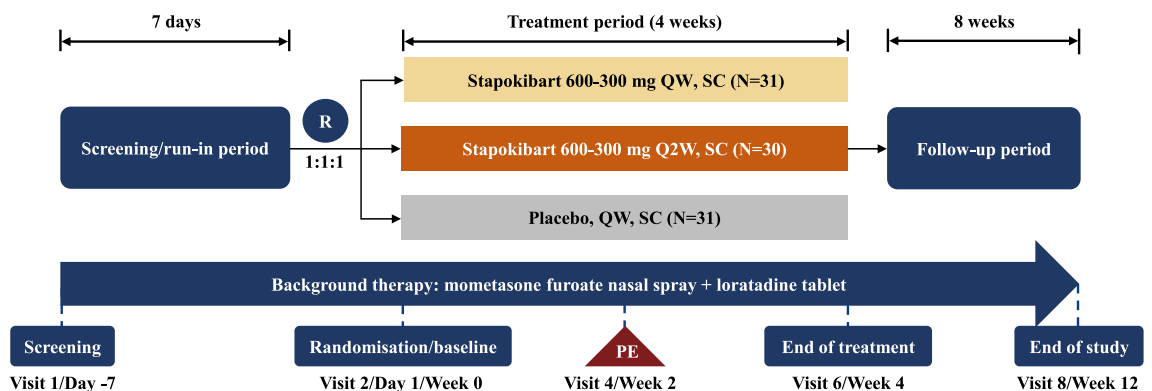 7 days
Treatment period (4 weeks)
8 weeks
Stapokibart 600-300 mg QW, SC (N=31)
Screening/run-in period
R
1:1:1
Stapokibart 600-300 mg Q2W, SC (N=30)
Follow-up period
Placebo, QW, SC (N=31)
Background therapy: mometasone furoate nasal spray + loratadine tablet
Screening
Randomisation/baseline
PE
End of treatment
End of study
Visit 1/Day -7
Visit 2/Day 1/Week 0
Visit 4/Week 2
Visit 6/Week 4
Visit 8/Week 12